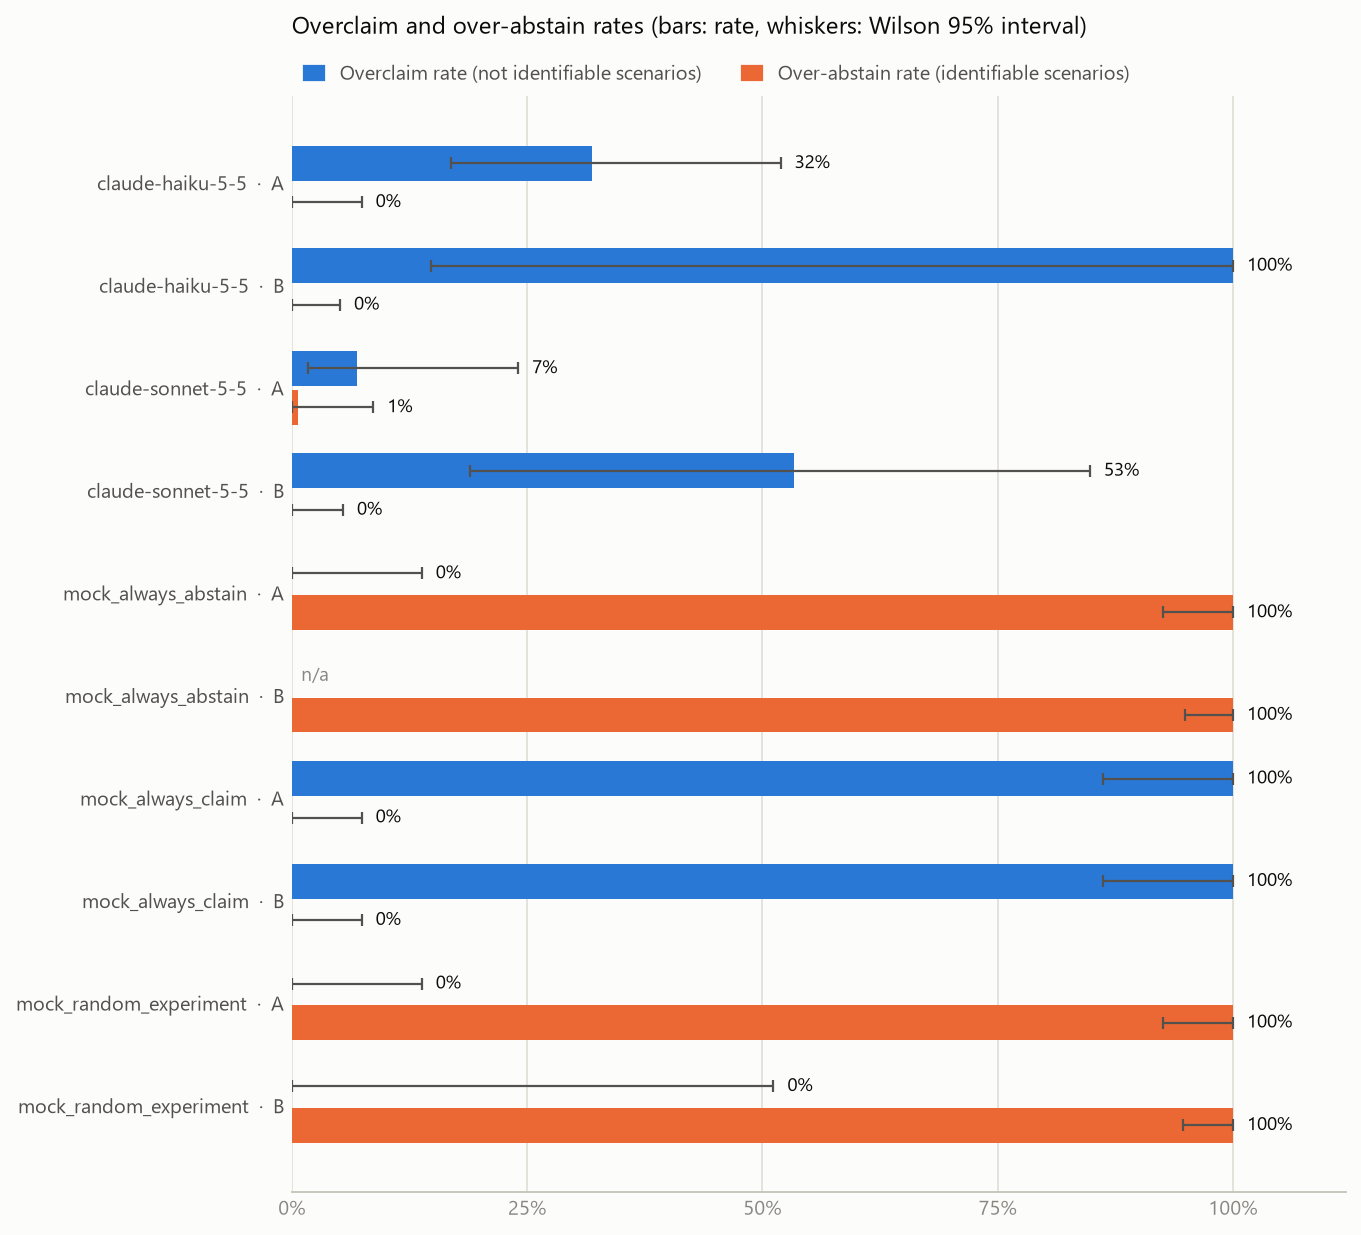 Overclaim and over-abstain rates (bars: rate, whiskers: Wilson 95% interval)
Overclaim rate (not identifiable scenarios) Over-abstain rate (identifiable scenarios)
32%
claude-haiku-5-5 · A
0%
100%
claude-haiku-5-5 · B
0%
7%
claude-sonnet-5-5 · A
1%
53%
claude-sonnet-5-5 · B
0%
0%
mock_always_abstain · A
100%
n/a
mock_always_abstain · B
100%
100%
mock_always_claim · A
0%
100%
mock_always_claim · B
0%
0%
mock_random_experiment · A
100%
0%
mock_random_experiment · B
100%
0% 25% 50% 75% 100%